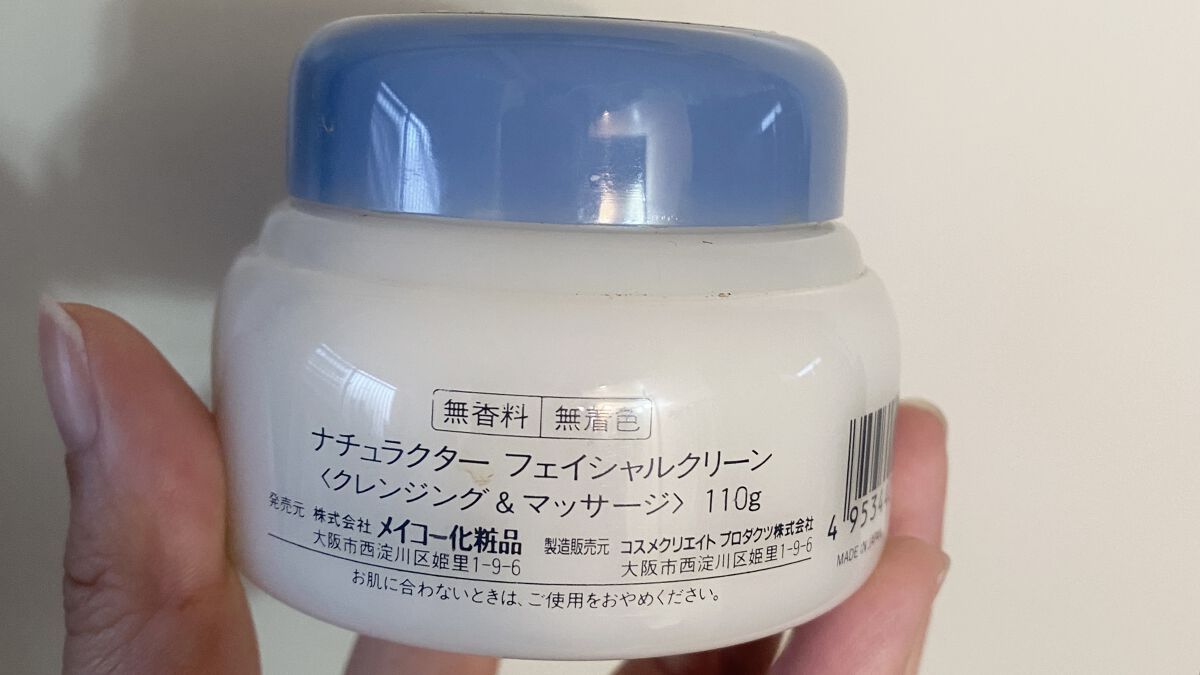 無香料 無着色
ナチュラクター フェイシャルクリーン
〈クレンジング&マッサージ〉 110g
発売元 株式会社 メイコー化粧品
大阪市西淀川区姫里1-9-6
製造販売元 コスメクリエイト プロダクツ株式会社
大阪市西淀川区姫里1-9-6
お肌に合わないときは、ご使用をおやめください。
4 9534
MADE IN JAPAN